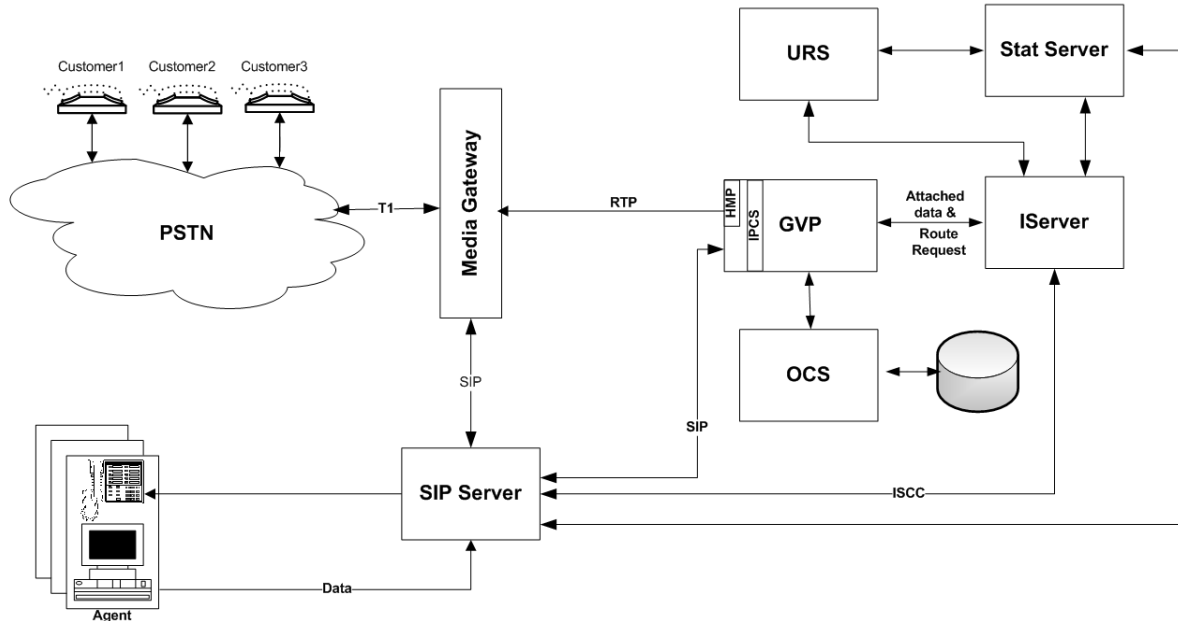 Customer1
Customer2
Customer3
PSTN
T1
Media Gateway
RTP
URS
Stat Server
HMP
IPCS
GVP
Attached
data &
Route
Request
IServer
OCS
SIP
SIP
SIP Server
ISCC
Data
Agent